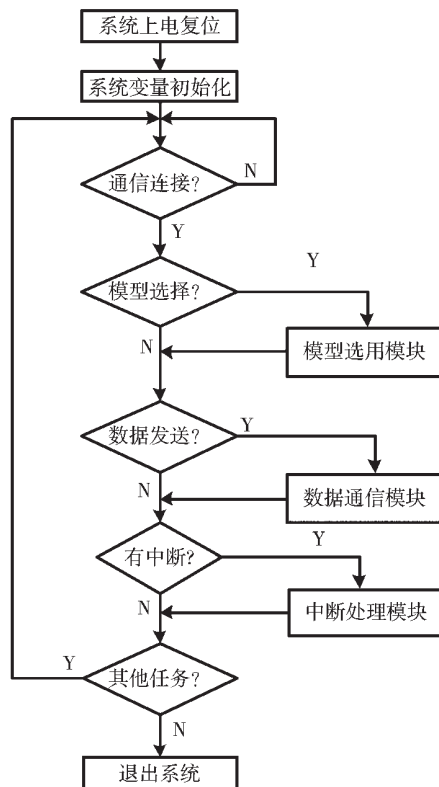 系统上电复位
系统变量初始化
通信连接?
N
Y
模型选择?
Y
N
模型选用模块
数据发送?
Y
N
数据通信模块
有中断?
Y
N
中断处理模块
其他任务?
Y
N
退出系统